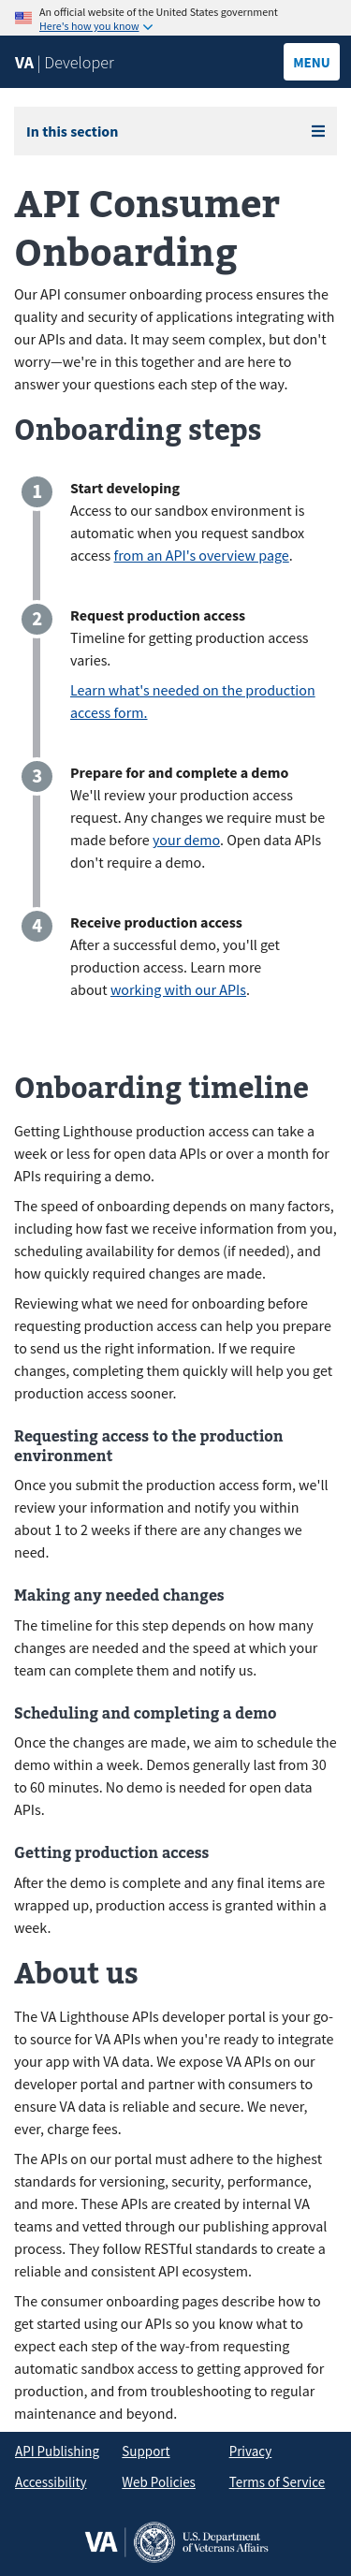 An official website of the United States government
Here's how you know
VA | Developer
MENU
In this section
API Consumer
Onboarding
Our API consumer onboarding process ensures the
quality and security of applications integrating with
our APIs and data. It may seem complex, but don't
worry—we're in this together and are here to
answer your questions each step of the way.
Onboarding steps
1
Start developing
Access to our sandbox environment is
automatic when you request sandbox
access from an API's overview page.
2
Request production access
Timeline for getting production access
varies.
Learn what's needed on the production
access form.
3
Prepare for and complete a demo
We'll review your production access
request. Any changes we require must be
made before your demo. Open data APIs
don't require a demo.
4
Receive production access
After a successful demo, you'll get
production access. Learn more
about working with our APIs.
Onboarding timeline
Getting Lighthouse production access can take a
week or less for open data APIs or over a month for
APIs requiring a demo.
The speed of onboarding depends on many factors,
including how fast we receive information from you,
scheduling availability for demos (if needed), and
how quickly required changes are made.
Reviewing what we need for onboarding before
requesting production access can help you prepare
to send us the right information. If we require
changes, completing them quickly will help you get
production access sooner.
Requesting access to the production
environment
Once you submit the production access form, we'll
review your information and notify you within
about 1 to 2 weeks if there are any changes we
need.
Making any needed changes
The timeline for this step depends on how many
changes are needed and the speed at which your
team can complete them and notify us.
Scheduling and completing a demo
Once the changes are made, we aim to schedule the
demo within a week. Demos generally last from 30
to 60 minutes. No demo is needed for open data
APIs.
Getting production access
After the demo is complete and any final items are
wrapped up, production access is granted within a
week.
About us
The VA Lighthouse APIs developer portal is your go-
to source for VA APIs when you're ready to integrate
your app with VA data. We expose VA APIs on our
developer portal and partner with consumers to
ensure VA data is reliable and secure. We never,
ever, charge fees.
The APIs on our portal must adhere to the highest
standards for versioning, security, performance,
and more. These APIs are created by internal VA
teams and vetted through our publishing approval
process. They follow RESTful standards to create a
reliable and consistent API ecosystem.
The consumer onboarding pages describe how to
get started using our APIs so you know what to
expect each step of the way-from requesting
automatic sandbox access to getting approved for
production, and from troubleshooting to regular
maintenance and beyond.
API Publishing Support Privacy
Accessibility Web Policies Terms of Service
VA
U.S. Department
of Veterans Affairs